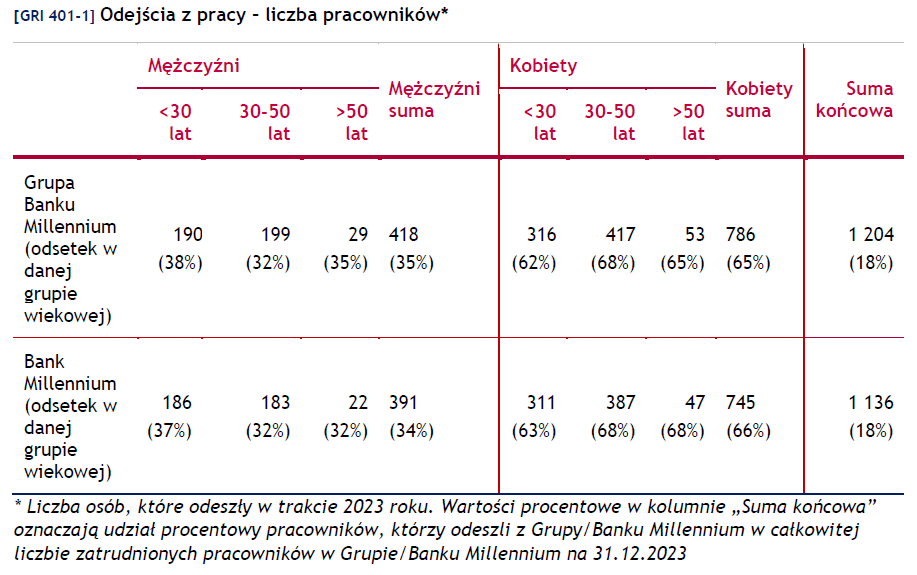 [GRI 401-1] Odejścia z pracy – liczba pracowników*
Mężczyźni Kobiety
<30 lat 30-50 lat >50 lat Mężczyźni suma <30 lat 30-50 lat >50 lat Kobiety suma Suma końcowa
Grupa
Banku
Millennium
(odsetek w
danej
grupie
wiekowej)
190 199 29 418 316 417 53 786 1 204
(38%) (32%) (35%) (35%) (62%) (68%) (65%) (65%) (18%)
Bank
Millennium
(odsetek w
danej
grupie
wiekowej)
186 183 22 391 311 387 47 745 1 136
(37%) (32%) (32%) (34%) (63%) (68%) (68%) (66%) (18%)
* Liczba osób, które odeszły w trakcie 2023 roku. Wartości procentowe w kolumnie „Suma końcowa”
oznaczają udział procentowy pracowników, którzy odeszli z Grupy/Banku Millennium w całkowitej
liczbie zatrudnionych pracowników w Grupie/Banku Millennium na 31.12.2023